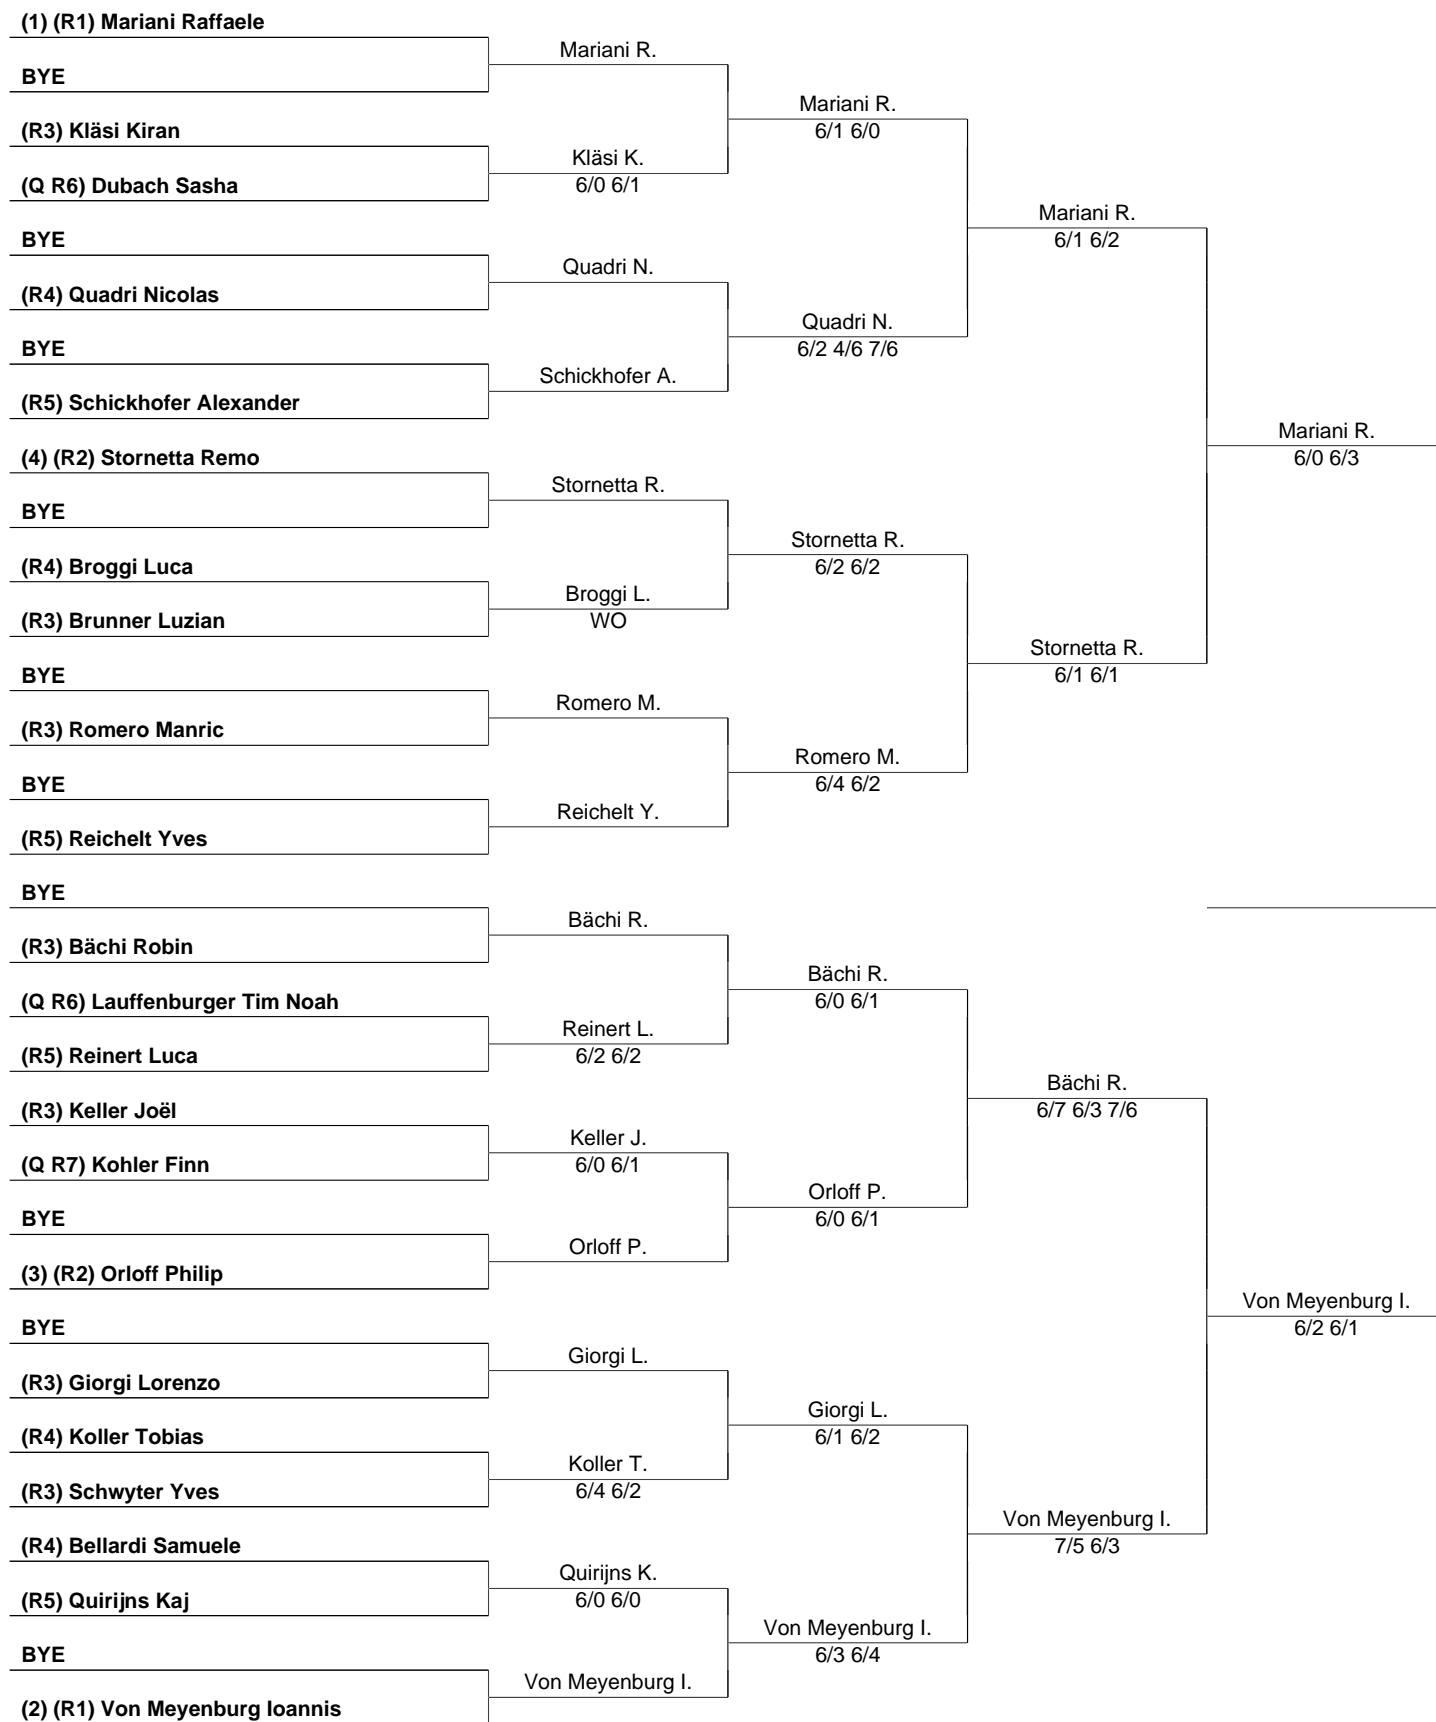 (1) (R1) Mariani Raffaele
Mariani R.
BYE
Mariani R.
6/1 6/0
(R3) Kläsi Kiran
Kläsi K.
6/0 6/1
(Q R6) Dubach Sasha
Mariani R.
6/1 6/2
BYE
Quadri N.
(R4) Quadri Nicolas
Quadri N.
6/2 4/6 7/6
BYE
Schickhofer A.
(R5) Schickhofer Alexander
Mariani R.
6/0 6/3
(4) (R2) Stornetta Remo
Stornetta R.
BYE
Stornetta R.
6/2 6/2
(R4) Broggi Luca
Broggi L.
WO
(R3) Brunner Luzian
Stornetta R.
6/1 6/1
BYE
Romero M.
(R3) Romero Manric
Romero M.
6/4 6/2
BYE
Reichelt Y.
(R5) Reichelt Yves
BYE
Bächi R.
(R3) Bächi Robin
Bächi R.
6/0 6/1
(Q R6) Lauffenburger Tim Noah
Reinert L.
6/2 6/2
(R5) Reinert Luca
Bächi R.
6/7 6/3 7/6
(R3) Keller Joël
Keller J.
6/0 6/1
(Q R7) Kohler Finn
Orloff P.
6/0 6/1
BYE
Orloff P.
(3) (R2) Orloff Philip
Von Meyenburg I.
6/2 6/1
BYE
Giorgi L.
(R3) Giorgi Lorenzo
Giorgi L.
6/1 6/2
(R4) Koller Tobias
Koller T.
6/4 6/2
(R3) Schwyter Yves
Von Meyenburg I.
7/5 6/3
(R4) Bellardi Samuele
Quirijns K.
6/0 6/0
(R5) Quirijns Kaj
Von Meyenburg I.
6/3 6/4
BYE
Von Meyenburg I.
(2) (R1) Von Meyenburg Ioannis